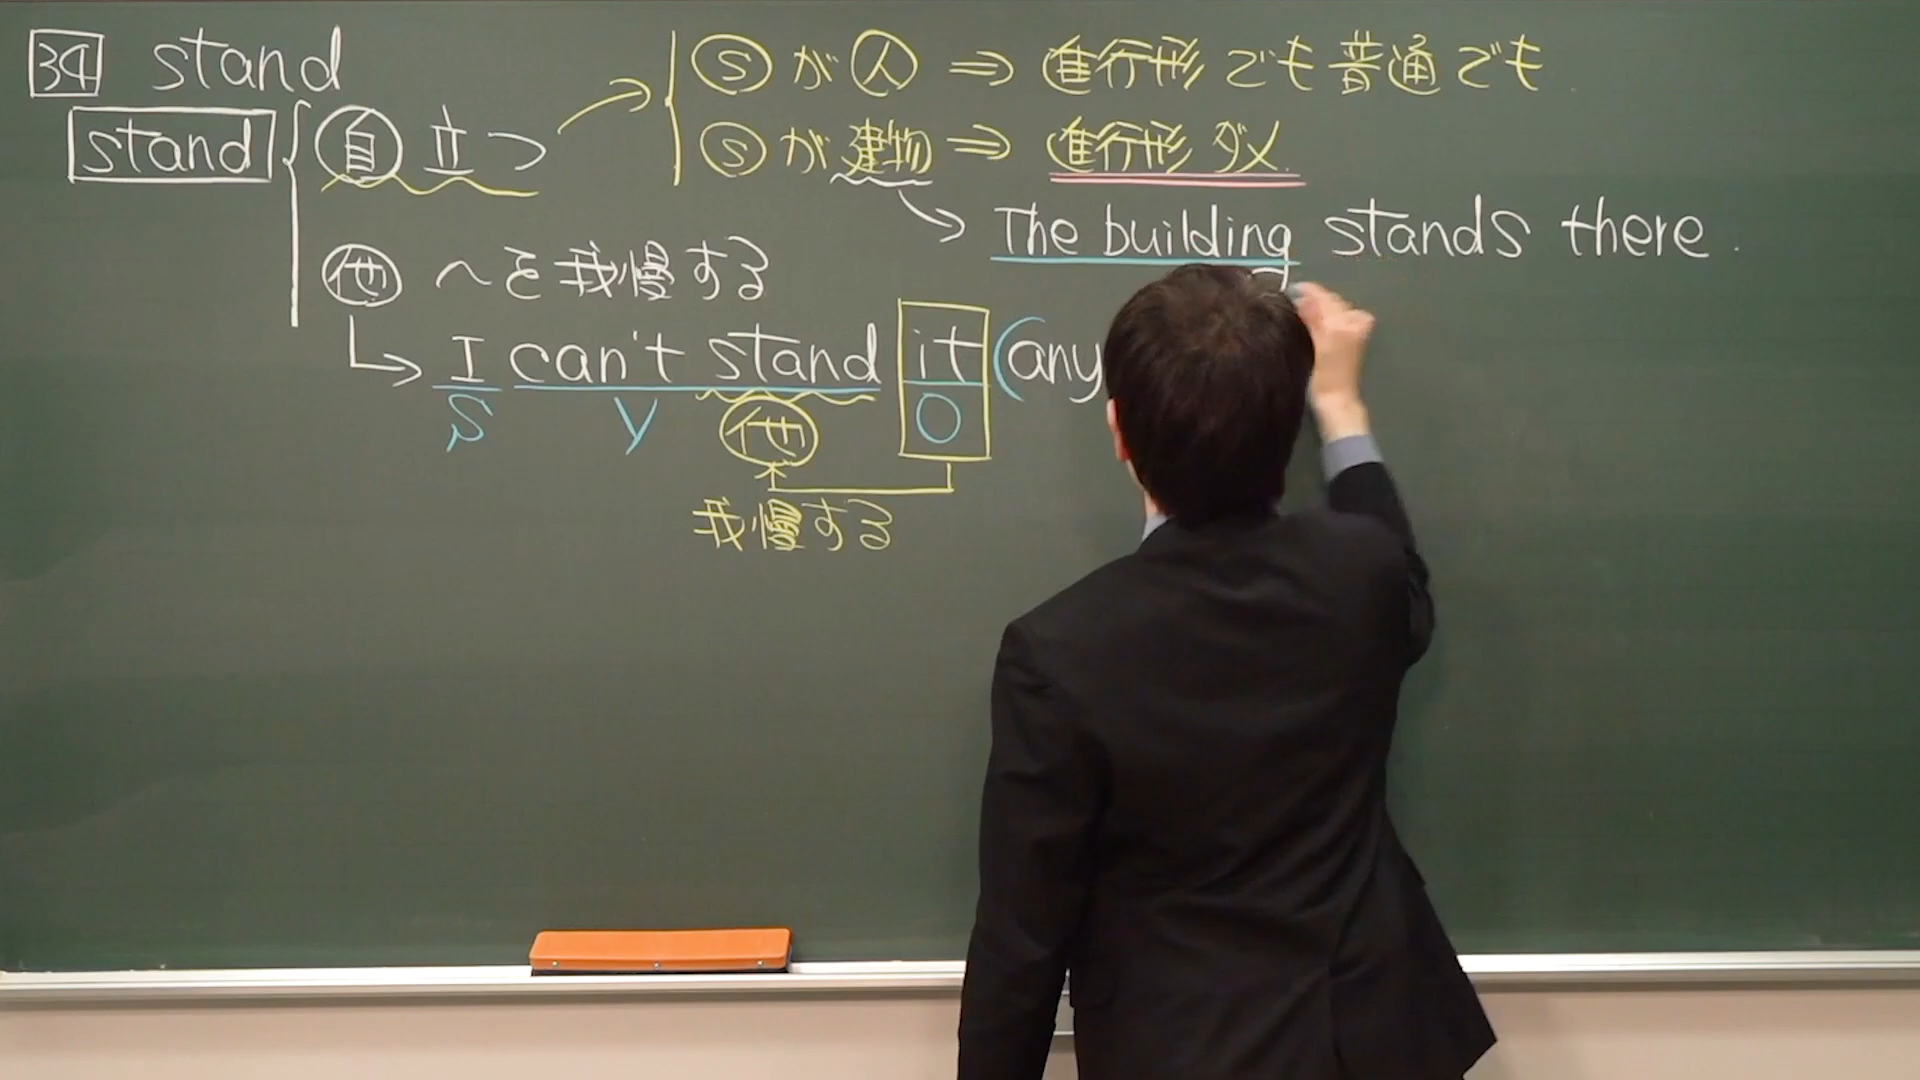 34 stand
stand
自 立つ
Ⓢ が 人 ⇒ 進行形 でも 普通 でも
Ⓢ が 建物 ⇒ 進行形 ダメ.
The building stands there.
他 〜を我慢する
I can't stand it (any
S V 他 O
我慢する